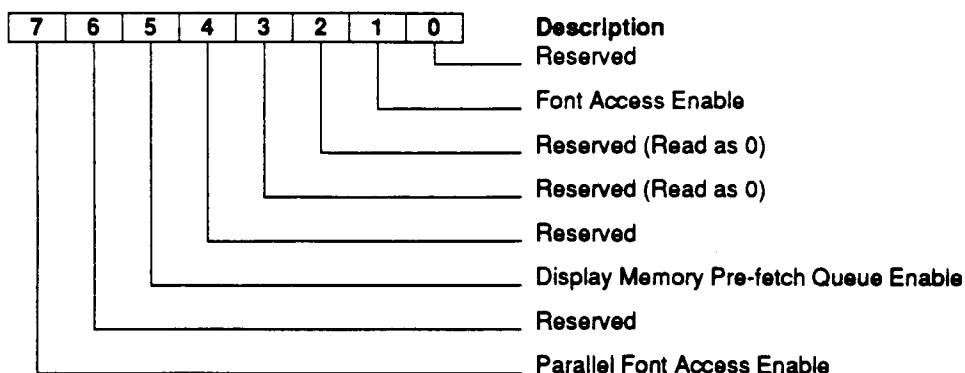 7 6 5 4 3 2 1 0 Description
Reserved
Font Access Enable
Reserved (Read as 0)
Reserved (Read as 0)
Reserved
Display Memory Pre-fetch Queue Enable
Reserved
Parallel Font Access Enable